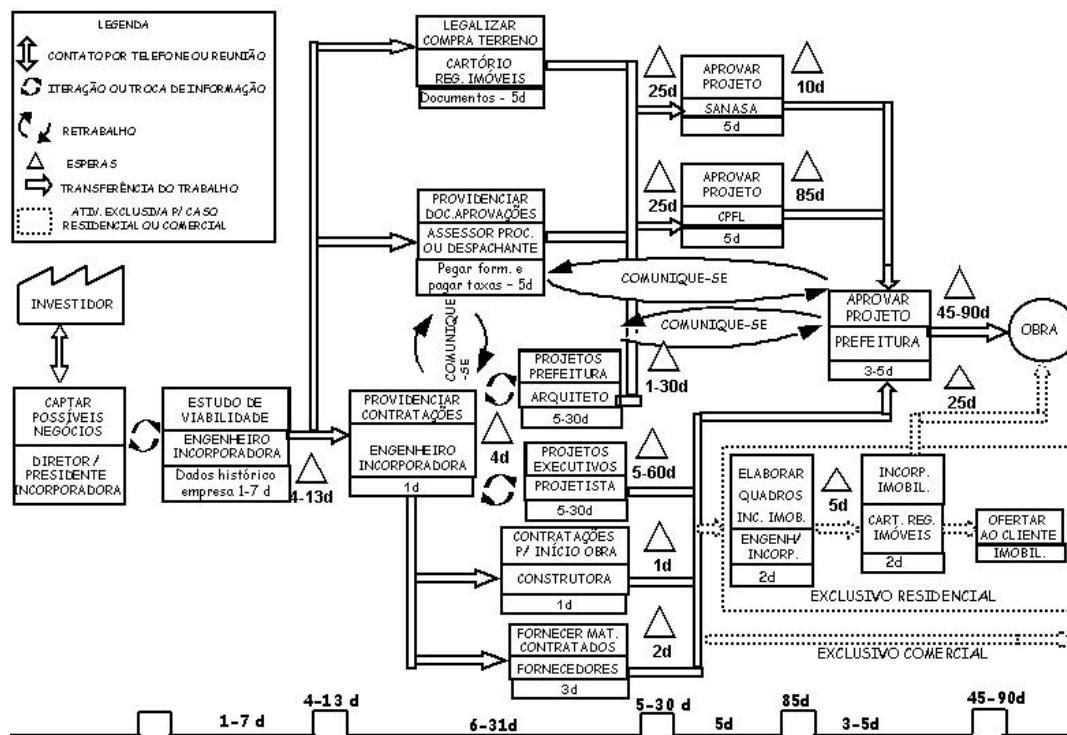 LEGENDA
CONTATO POR TELEFONE OU REUNIÃO
ITERAÇÃO OU TROCA DE INFORMAÇÃO
RETRABALHO
ESPERAS
TRANSFERÊNCIA DO TRABALHO
ATIV. EXCLUSIVA P/ CASO
RESIDENCIAL OU COMERCIAL
INVESTIDOR
CAPTAR
POSSÍVEIS
NEGÓCIOS
DIRETOR /
PRESIDENTE
INCORPORADORA
ESTUDO DE
VIABILIDADE
ENGENHEIRO
INCORPORADORA
Dados histórico
empresa 1-7 d
4-13d
LEGALIZAR
COMPRA TERRENO
CARTÓRIO
REG. IMÓVEIS
Documentos - 5d
PROVIDENCIAR
DOC.APROVAÇÕES
ASSESSOR PROC.
OU DESPACHANTE
Pegar form. e
pagar taxas - 5d
COMUNIQUE
-SE
PROVIDENCIAR
CONTRATAÇÕES
ENGENHEIRO
INCORPORADORA
1d
4d
PROJETOS
PREFEITURA
ARQUITETO
5-30d
1-30d
PROJETOS
EXECUTIVOS
PROJETISTA
5-30d
5-60d
CONTRATAÇÕES
P/ INÍCIO OBRA
CONSTRUTORA
1d
1d
FORNECER MAT.
CONTRATADOS
FORNECEDORES
3d
2d
25d
APROVAR
PROJETO
SANASA
5d
10d
25d
APROVAR
PROJETO
CPFL
5d
85d
COMUNIQUE-SE
COMUNIQUE-SE
APROVAR
PROJETO
PREFEITURA
3-5d
45-90d
OBRA
25d
ELABORAR
QUADROS
INC. IMOB.
ENGENH/
INCORP.
2d
5d
INCORP.
IMOBIL.
CART. REG.
IMÓVEIS
2d
OFERTAR
AO CLIENTE
IMOBIL.
EXCLUSIVO RESIDENCIAL
EXCLUSIVO COMERCIAL
1-7 d
4-13 d
6-31d
5-30 d
5d
85d
3-5d
45-90d